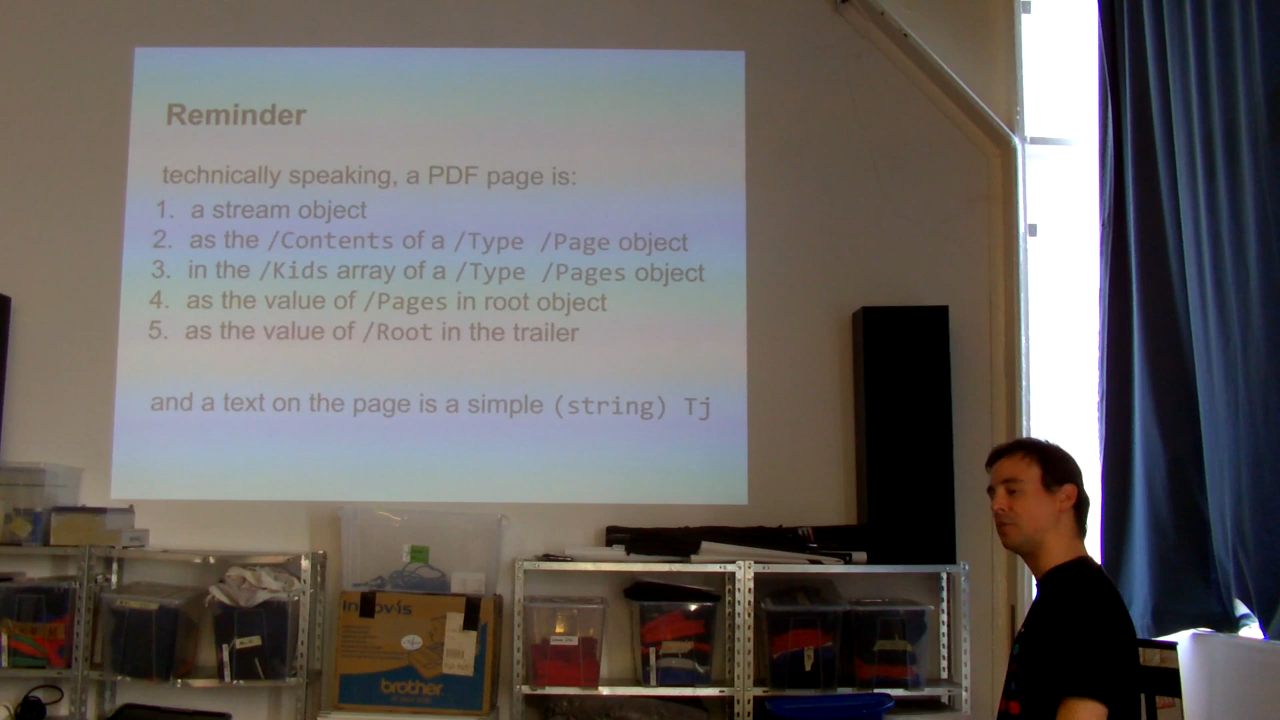 Reminder
technically speaking, a PDF page is:
1. a stream object
2. as the /Contents of a /Type /Page object
3. in the /Kids array of a /Type /Pages object
4. as the value of /Pages in root object
5. as the value of /Root in the trailer
and a text on the page is a simple (string) Tj
brother